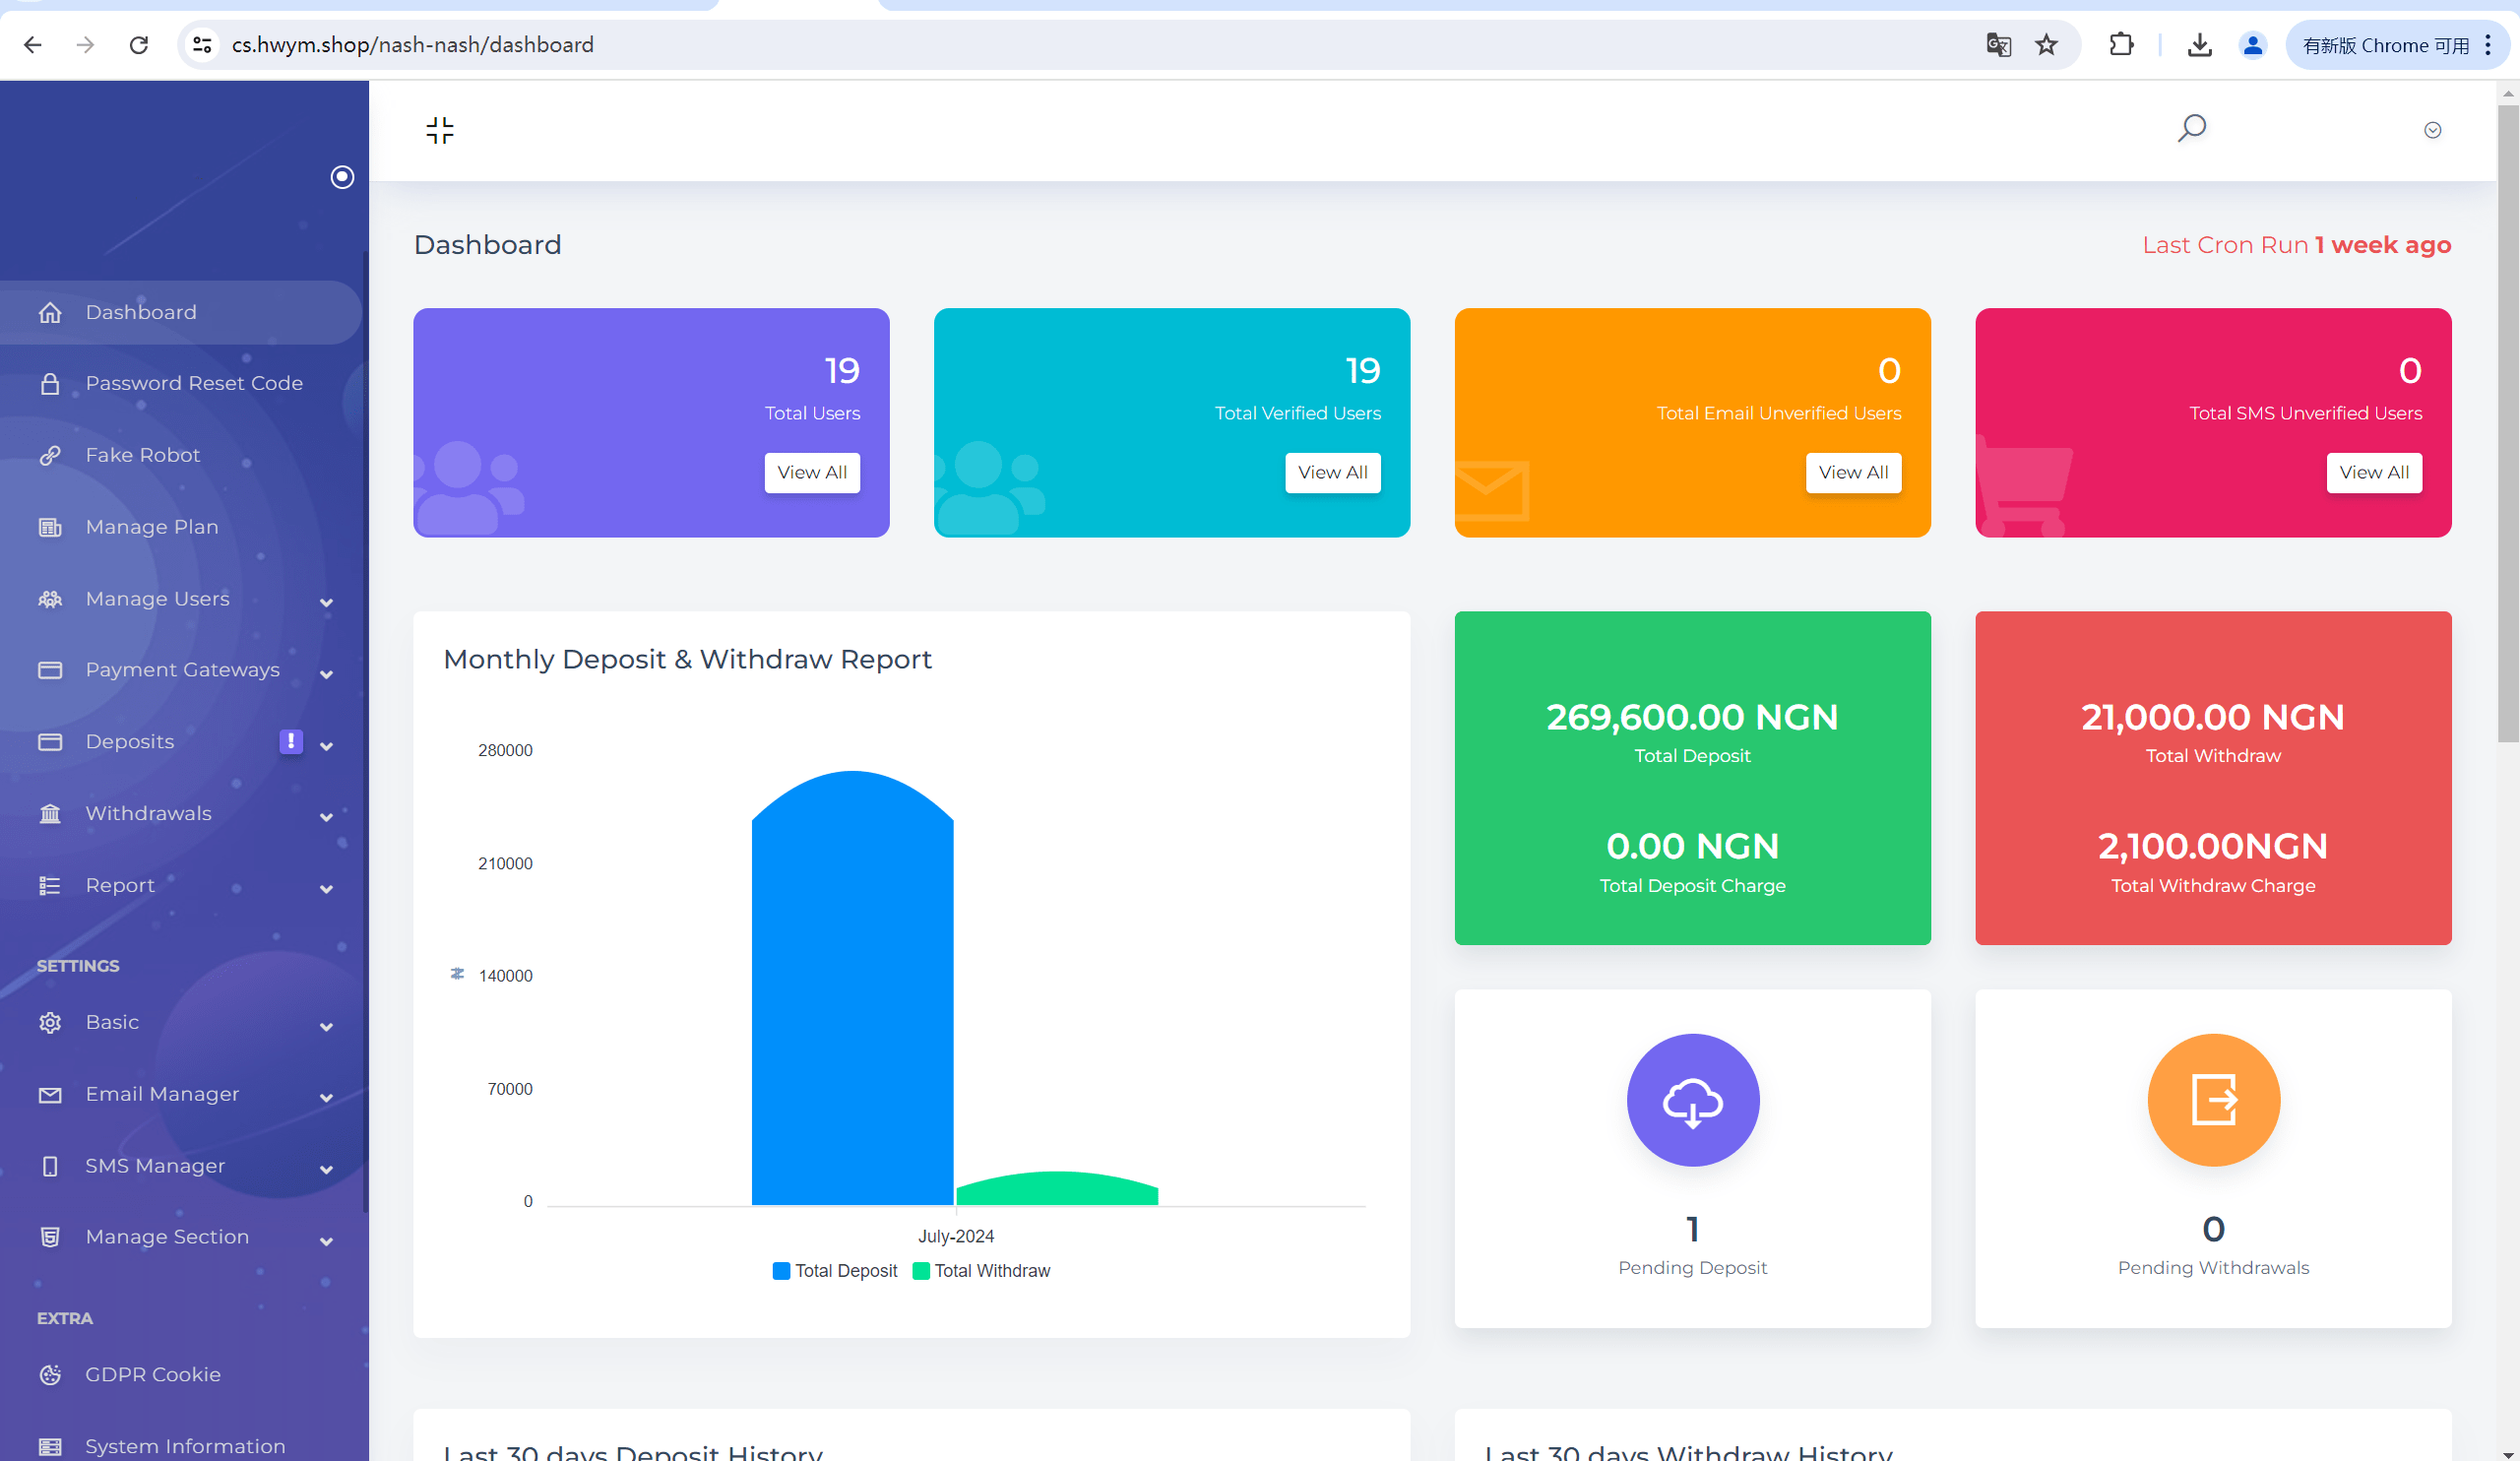 cs.hwym.shop/nash-nash/dashboard
有新版 Chrome 可用
Dashboard
Password Reset Code
Fake Robot
Manage Plan
Manage Users
Payment Gateways
Deposits
!
Withdrawals
Report
SETTINGS
Basic
Email Manager
SMS Manager
Manage Section
EXTRA
GDPR Cookie
System Information
Dashboard
Last Cron Run 1 week ago
19
Total Users
View All
19
Total Verified Users
View All
0
Total Email Unverified Users
View All
0
Total SMS Unverified Users
View All
Monthly Deposit & Withdraw Report
280000
210000
₦
140000
70000
0
July-2024
Total Deposit
Total Withdraw
269,600.00 NGN
Total Deposit
0.00 NGN
Total Deposit Charge
21,000.00 NGN
Total Withdraw
2,100.00NGN
Total Withdraw Charge
1
Pending Deposit
0
Pending Withdrawals
Last 30 days Deposit History
Last 30 days Withdraw History